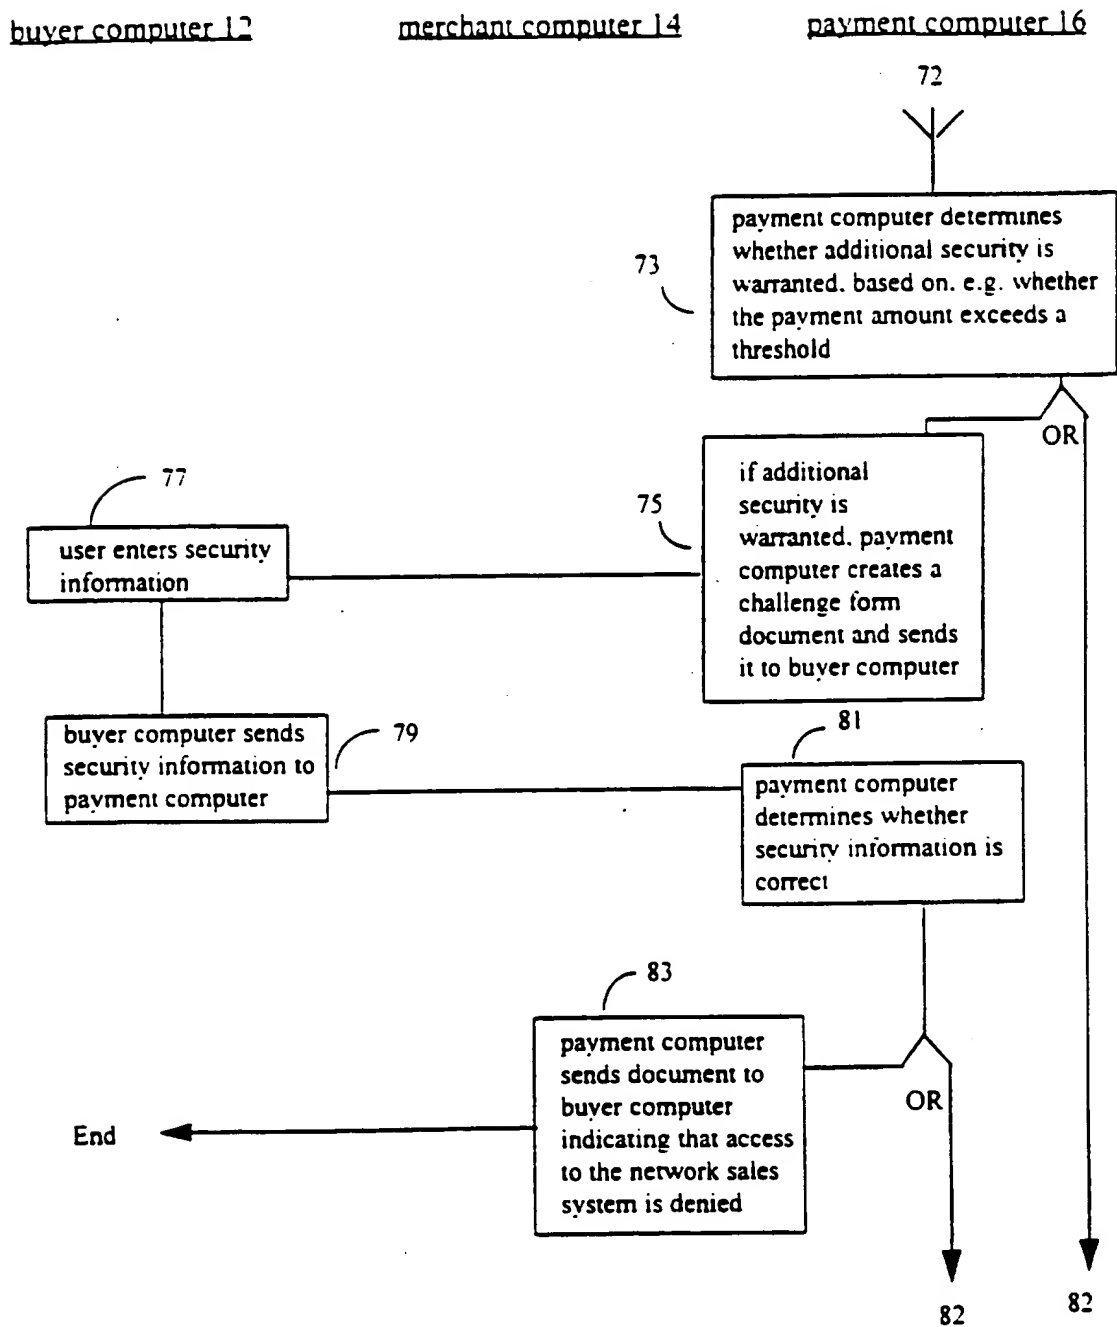 buyer computer 12
merchant computer 14
payment computer 16
72
payment computer determines
whether additional security is
warranted. based on. e.g. whether
the payment amount exceeds a
threshold
73
OR
if additional
security is
warranted. payment
computer creates a
challenge form
document and sends
it to buyer computer
75
77
user enters security
information
buyer computer sends
security information to
payment computer
79
81
payment computer
determines whether
security information is
correct
83
payment computer
sends document to
buyer computer
indicating that access
to the network sales
system is denied
OR
End
82
82